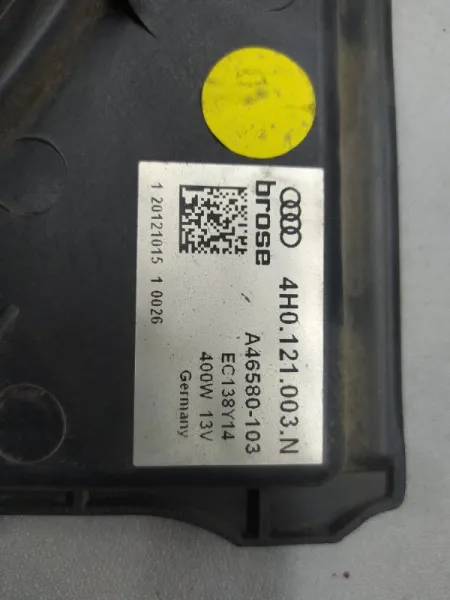 4H0.121.003.N
brose
A46580-103
EC138Y14
400W 13V
Germany
1 20121015 1 0026